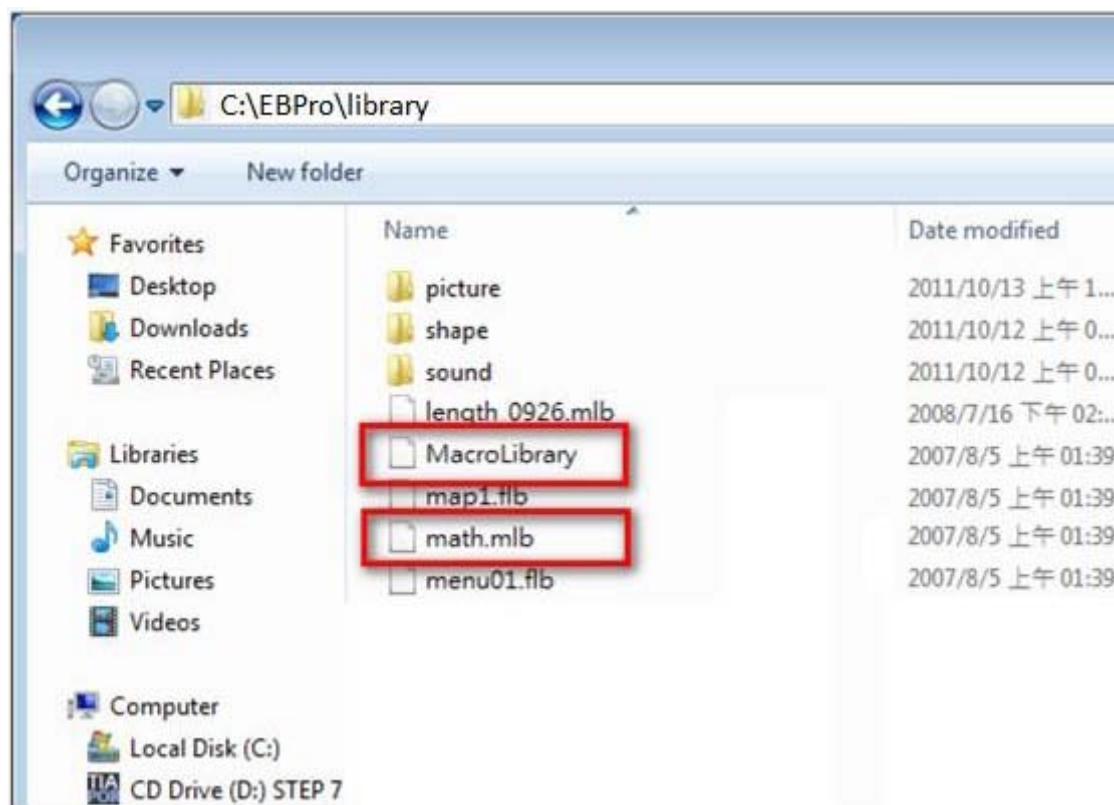 C:\EBPro\library
Organize New folder
Favorites
Desktop
Downloads
Recent Places
Libraries
Documents
Music
Pictures
Videos
Computer
Local Disk (C:)
CD Drive (D:) STEP 7
Name Date modified
picture 2011/10/13 上午 1...
shape 2011/10/12 上午 0...
sound 2011/10/12 上午 0...
length_0926.mlb 2008/7/16 下午 02:...
MacroLibrary 2007/8/5 上午 01:39
map1.flb 2007/8/5 上午 01:39
math.mlb 2007/8/5 上午 01:39
menu01.flb 2007/8/5 上午 01:39